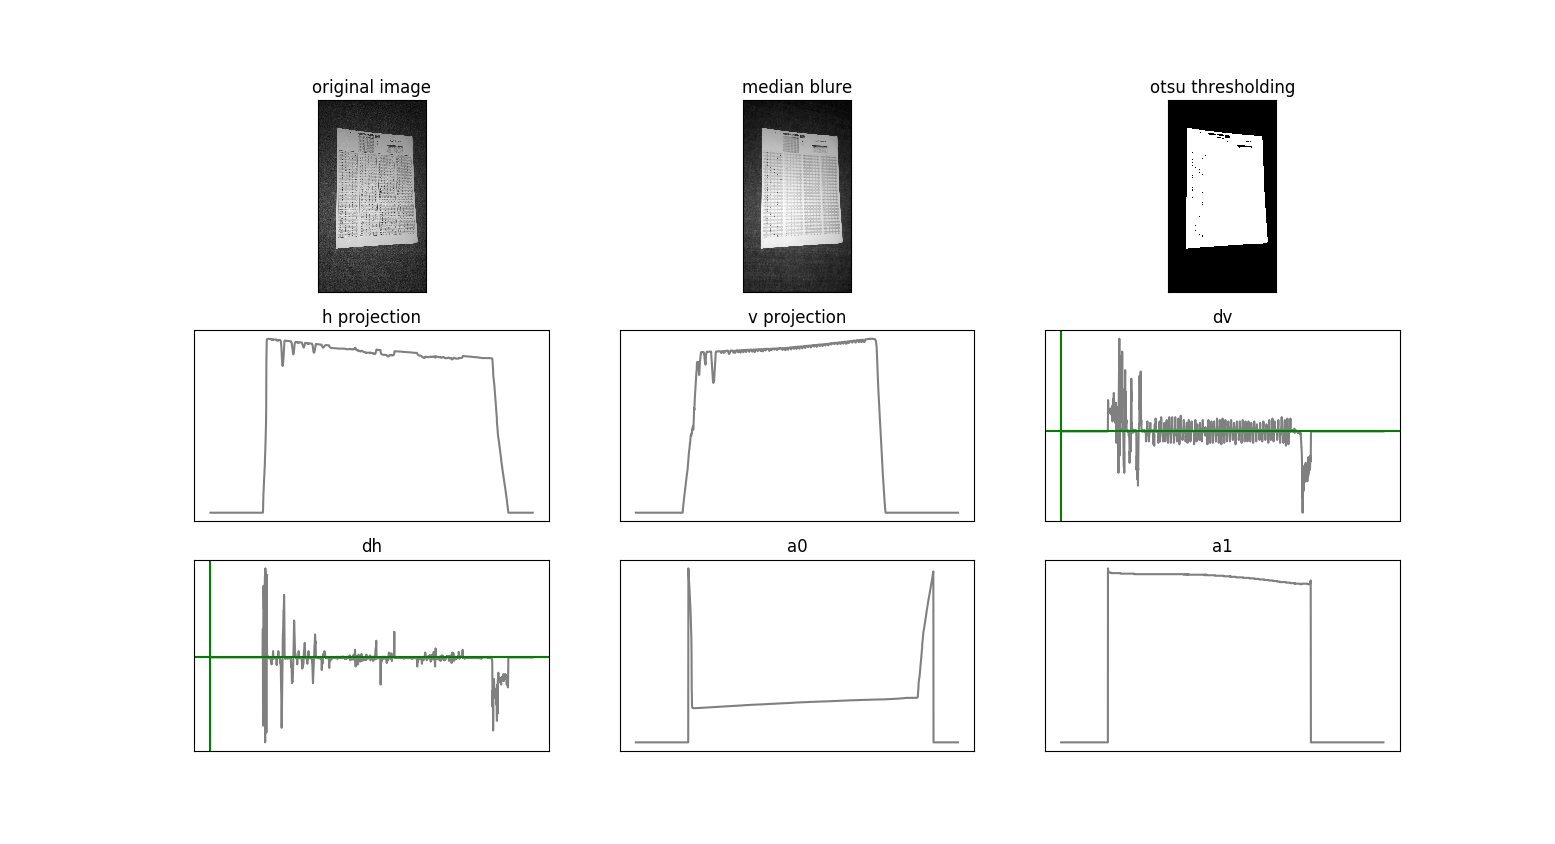 original image
median blure
otsu thresholding
h projection
v projection
dv
dh
a0
a1